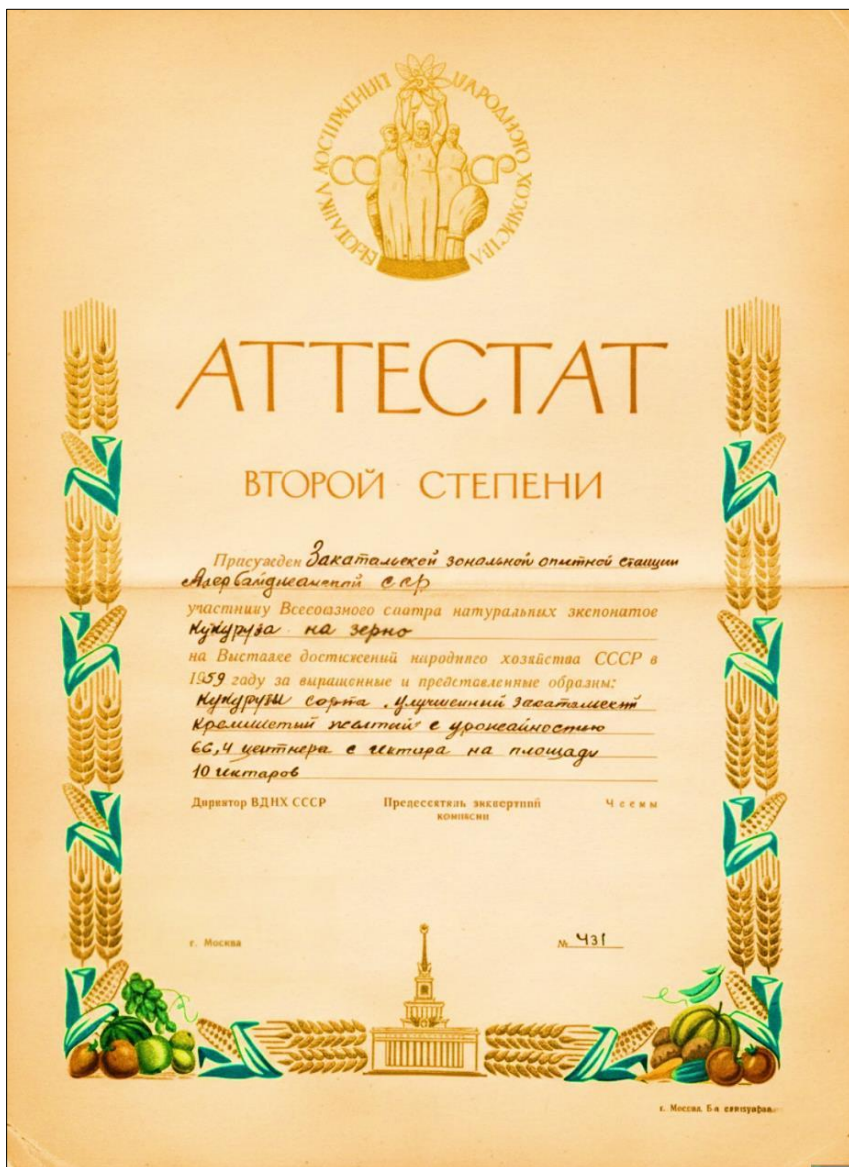 ВЫСТАВКА ДОСТИЖЕНИЙ НАРОДНОГО ХОЗЯЙСТВА
СССР
АТТЕСТАТ
ВТОРОЙ СТЕПЕНИ
Присужден Закатальской зональной опытной станции
Азербайджанской ССР
участнику Всесоюзного смотра натуральных экспонатов
Кукуруза на зерно
на Выставке достижений народного хозяйства СССР в
1959 году за выращенные и представленные образцы:
Кукурузы сорта „Улучшенный Закатальский
Кремнистый желтый" с урожайностью
66,4 центнера с гектара на площади
10 гектаров
Директор ВДНХ СССР Председатель экспертной Члены
комиссии
г. Москва № 431
г. Москва. 5-я